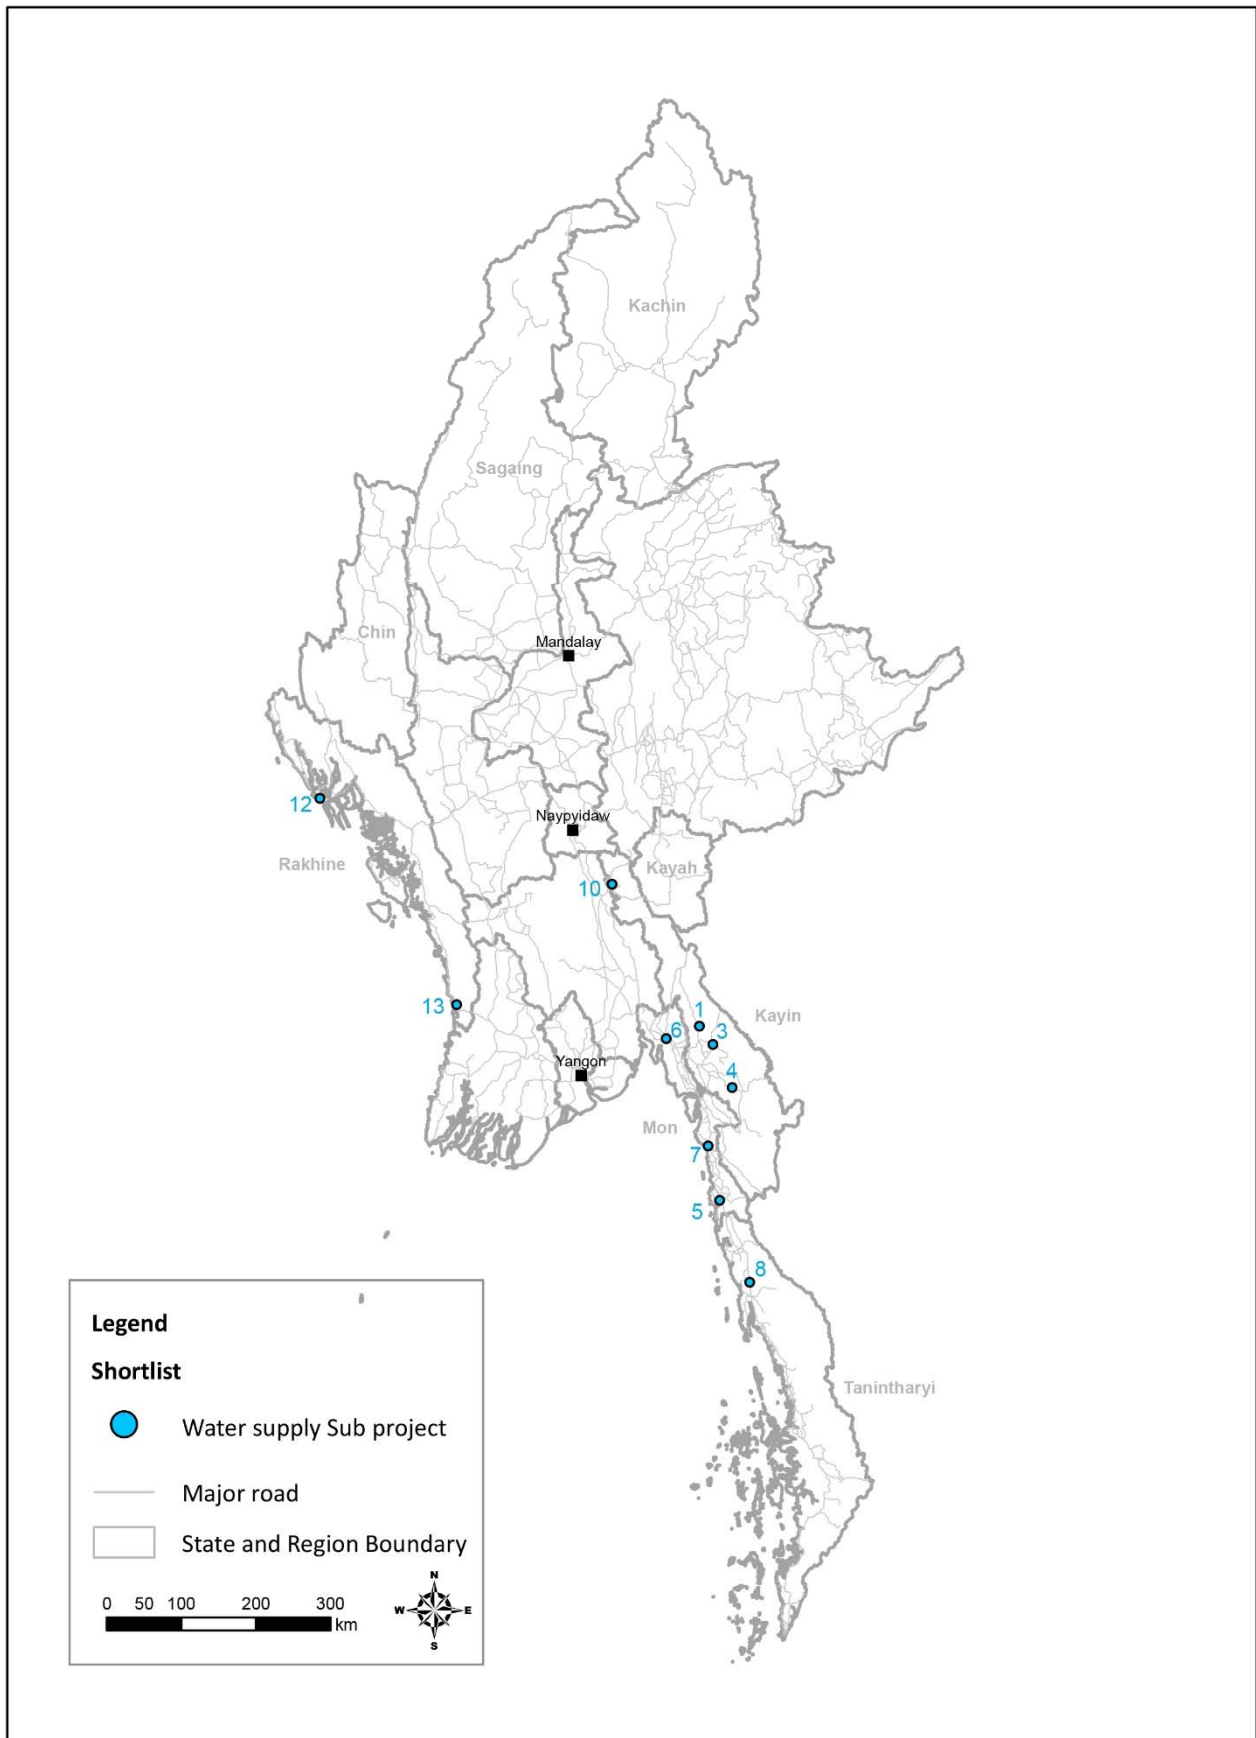 Kachin
Sagaing
Chin
Mandalay
12
Naypyidaw
Rakhine
Kayah
10
13
1
Kayin
6
3
Yangon
4
Mon
7
5
8
Tanintharyi
Legend
Shortlist
Water supply Sub project
Major road
State and Region Boundary
N
0 50 100 200 300
W E
km
S